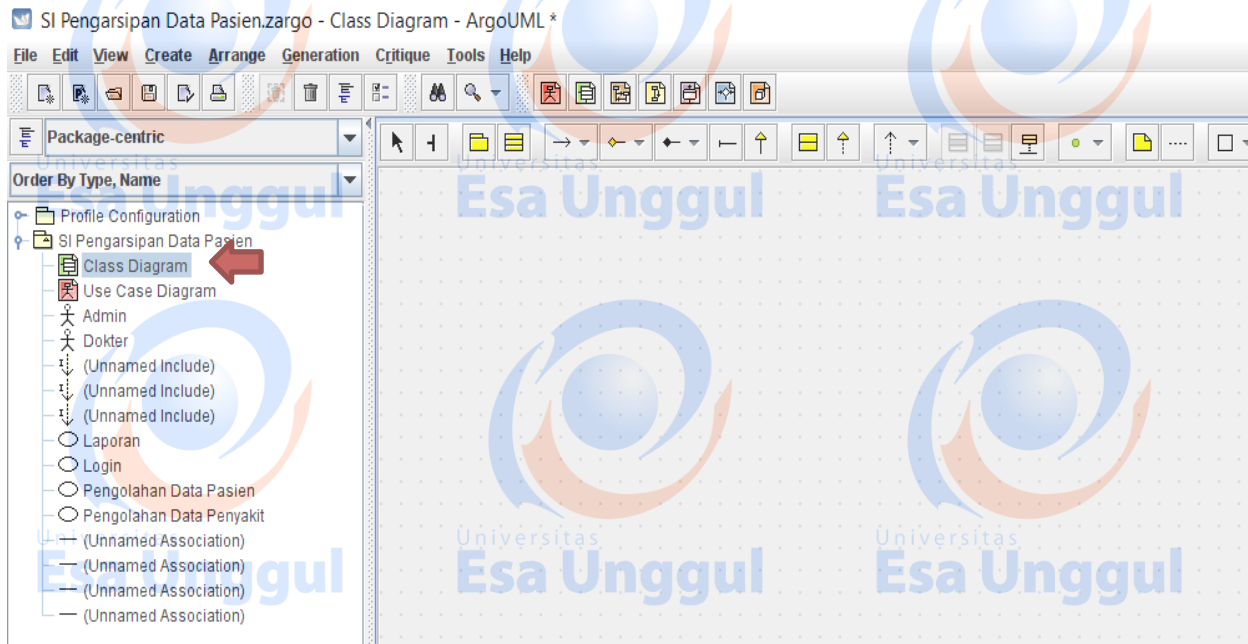 SI Pengarsipan Data Pasien.zargo - Class Diagram - ArgoUML *
File Edit View Create Arrange Generation Critique Tools Help
Package-centric
Order By Type, Name
Profile Configuration
SI Pengarsipan Data Pasien
Class Diagram
Use Case Diagram
Admin
Dokter
(Unnamed Include)
(Unnamed Include)
(Unnamed Include)
Laporan
Login
Pengolahan Data Pasien
Pengolahan Data Penyakit
(Unnamed Association)
(Unnamed Association)
(Unnamed Association)
(Unnamed Association)
Universitas
Esa Unggul
Universitas
Esa Unggul
Universitas
Esa Unggul
Universitas
Esa Unggul
Universitas
Esa Unggul
Universitas
Esa Unggul